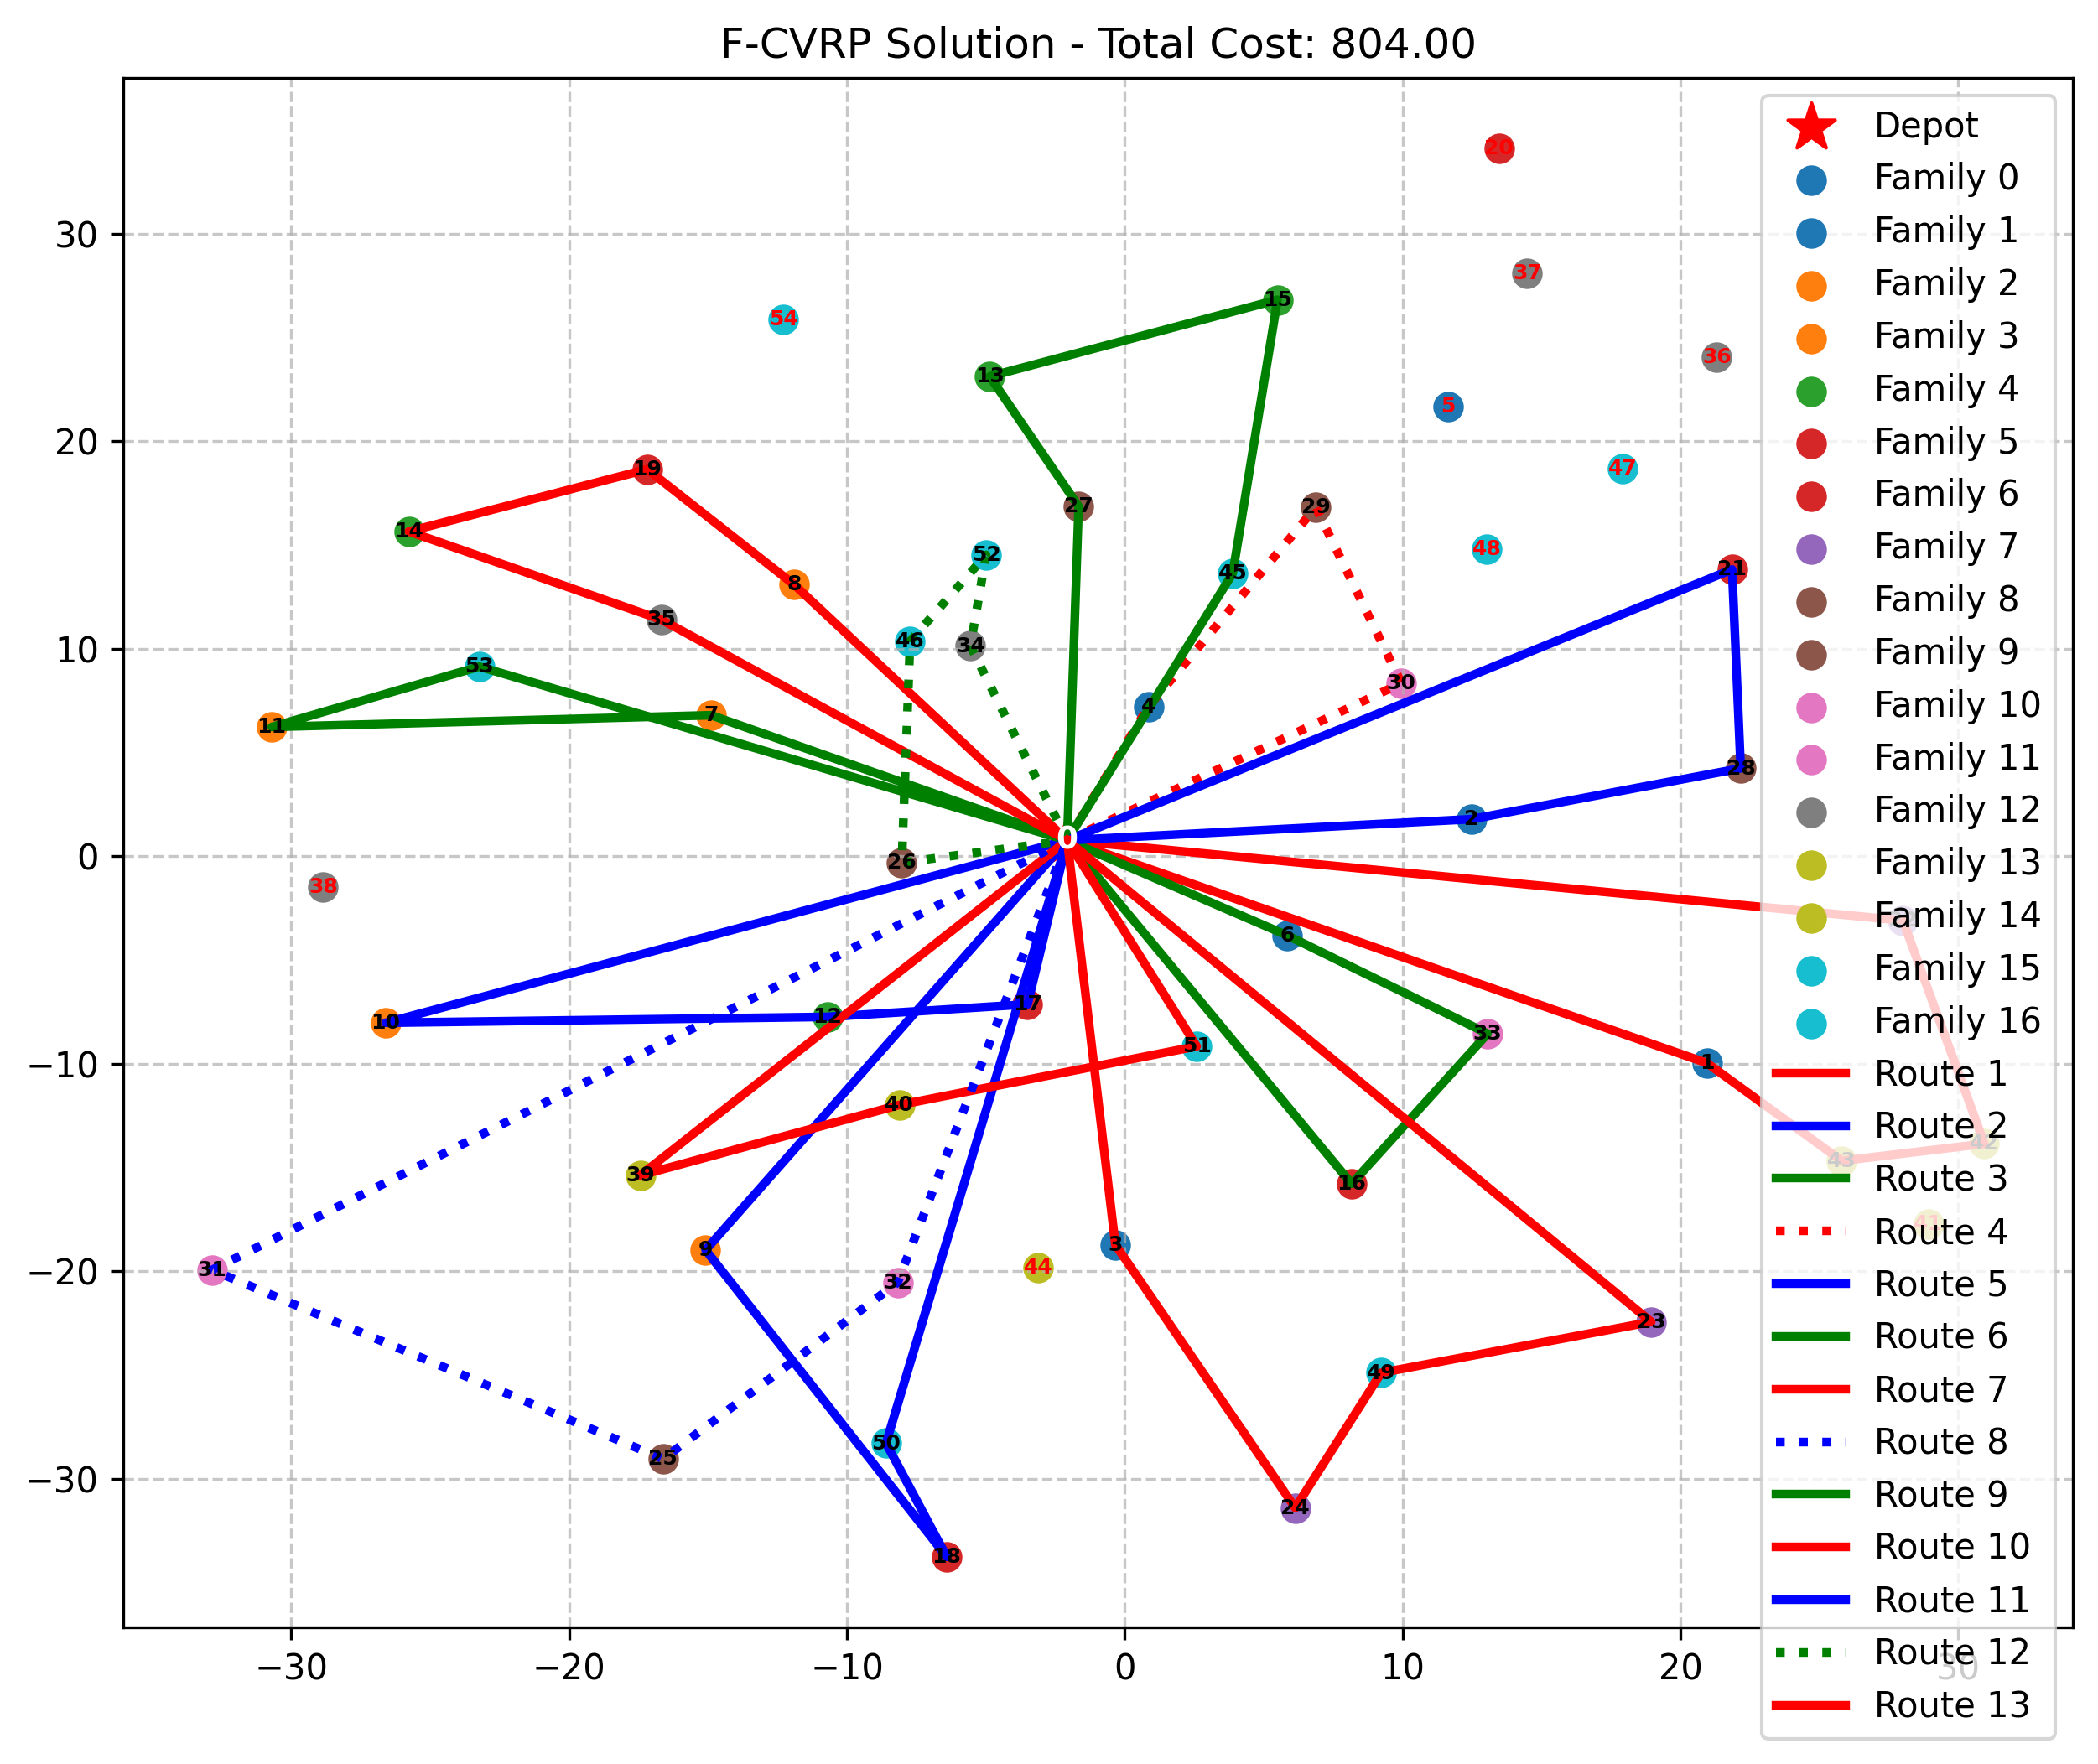 F-CVRP Solution - Total Cost: 804.00
30
20
10
0
−10
−20
−30
−30
−20
−10
0
10
20
30
20
37
54
15
36
13
5
19
47
27
29
14
52
48
8
45
21
35
46
34
53
30
4
11
7
28
2
0
26
38
6
10
12
17
33
51
1
40
42
43
39
16
3
41
9
44
31
32
23
49
50
25
24
18
Depot
Family 0
Family 1
Family 2
Family 3
Family 4
Family 5
Family 6
Family 7
Family 8
Family 9
Family 10
Family 11
Family 12
Family 13
Family 14
Family 15
Family 16
Route 1
Route 2
Route 3
Route 4
Route 5
Route 6
Route 7
Route 8
Route 9
Route 10
Route 11
Route 12
Route 13